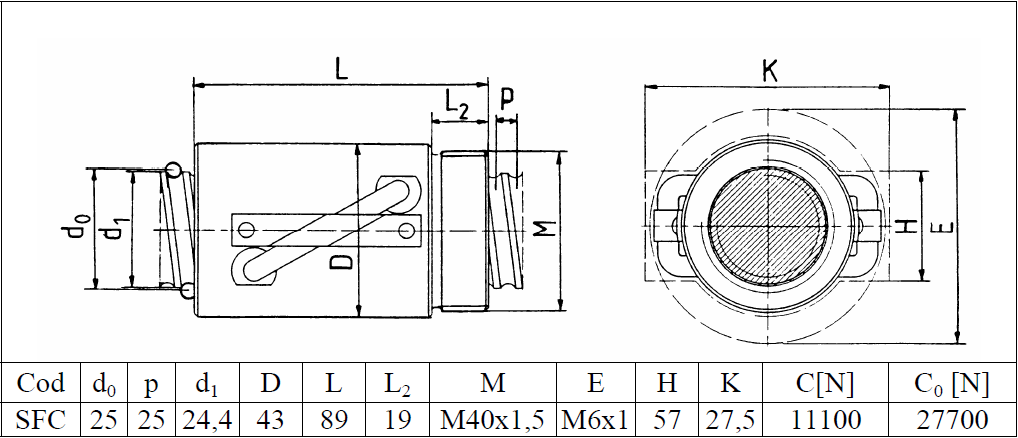 L
K
L₂
P
d₀
d₁
D
M
H
E
Cod d₀ p d₁ D L L₂ M E H K C[N] C₀ [N]
SFC 25 25 24,4 43 89 19 M40x1,5 M6x1 57 27,5 11100 27700